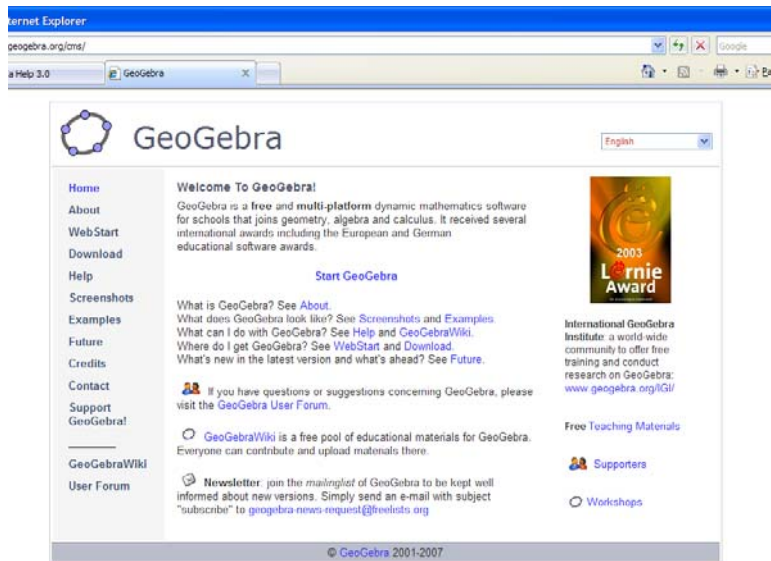 ternet Explorer
geogebra.org/cms/
Google
a Help 3.0
GeoGebra
X
GeoGebra
English
Home
About
WebStart
Download
Help
Screenshots
Examples
Future
Credits
Contact
Support
GeoGebra!
GeoGebraWiki
User Forum
Welcome To GeoGebra!
GeoGebra is a free and multi-platform dynamic mathematics software
for schools that joins geometry, algebra and calculus. It received several
international awards including the European and German
educational software awards.
Start GeoGebra
What is GeoGebra? See About.
What does GeoGebra look like? See Screenshots and Examples.
What can I do with GeoGebra? See Help and GeoGebraWiki.
Where do I get GeoGebra? See WebStart and Download.
What's new in the latest version and what's ahead? See Future.
If you have questions or suggestions concerning GeoGebra, please
visit the GeoGebra User Forum.
GeoGebraWiki is a free pool of educational materials for GeoGebra.
Everyone can contribute and upload materials there.
Newsletter: join the mailinglist of GeoGebra to be kept well
informed about new versions. Simply send an e-mail with subject
"subscribe" to geogebra-news-request@freelists.org
2003
L rnie
Award
International GeoGebra
Institute: a world-wide
community to offer free
training and conduct
research on GeoGebra:
www.geogebra.org/IGI/
Free Teaching Materials
Supporters
Workshops
© GeoGebra 2001-2007